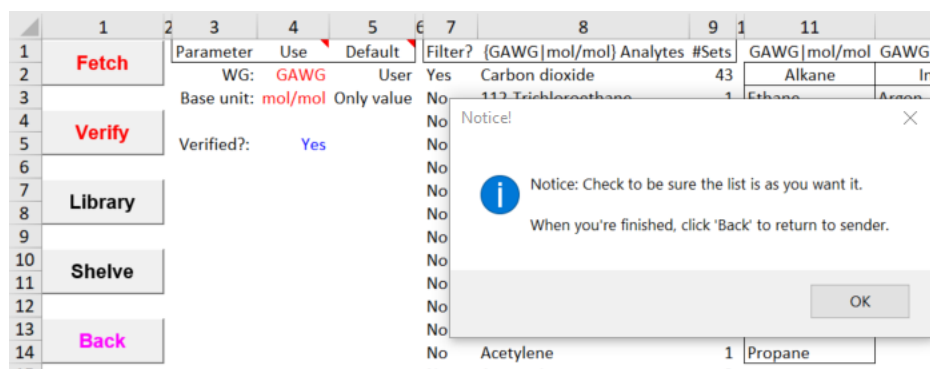 1 2 3 4 5 6 7 8 9 1 11
1 Fetch Parameter Use Default Filter? {GAWG|mol/mol} Analytes #Sets GAWG|mol/mol GAWG
2 WG: GAWG User Yes Carbon dioxide 43 Alkane In
3 Base unit: mol/mol Only value No 112 Trichloroethane 1 Ethane Argon
4 Verify No Notice!
5 Verified?: Yes No
6 No
7 Library No Notice: Check to be sure the list is as you want it.
8 No
9 No When you're finished, click 'Back' to return to sender.
10 Shelve No
11 No
12 No OK
13 Back No
14 No Acetylene 1 Propane